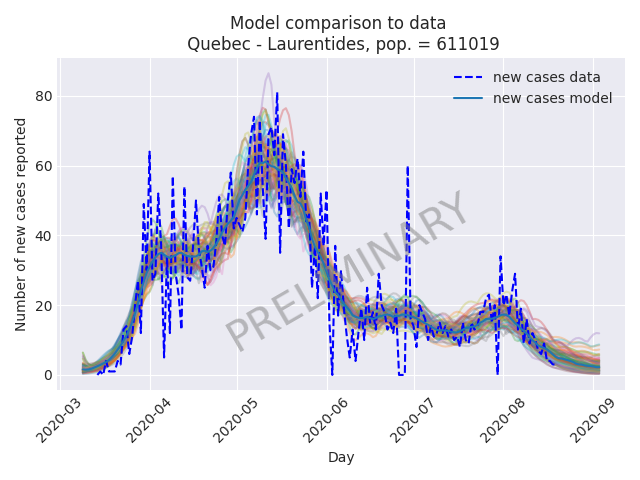 Model comparison to data
Quebec - Laurentides, pop. = 611019
new cases data
new cases model
Number of new cases reported
80
60
40
20
0
PRELIMINARY
2020-03
2020-04
2020-05
2020-06
2020-07
2020-08
2020-09
Day